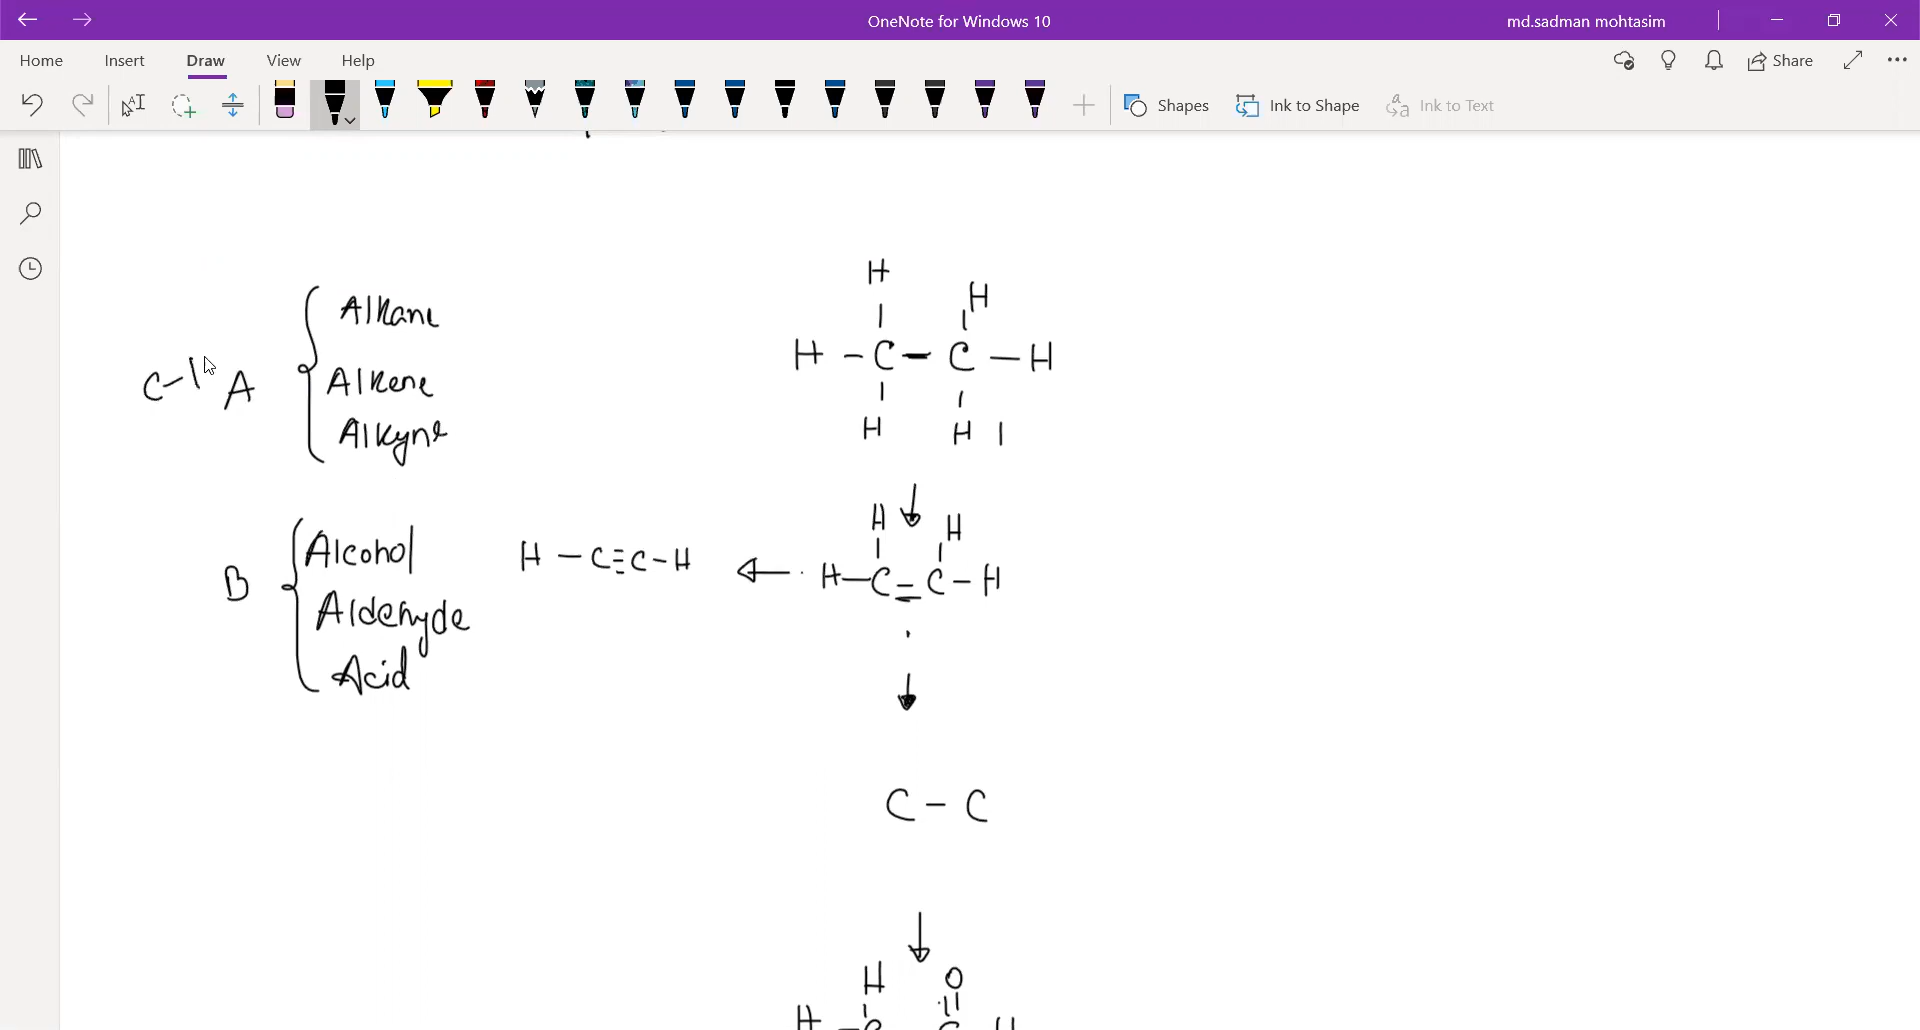 OneNote for Windows 10
md.sadman mohtasim
Home Insert Draw View Help
Share
Shapes Ink to Shape Ink to Text
H
H
Alkane
H - C - C - H
C - A
Alkene
H H
Alkyne
H H
Alcohol
H - C ≡ C - H
H - C = C - H
B
Aldehyde
Acid
C - C
H O
H - C C H